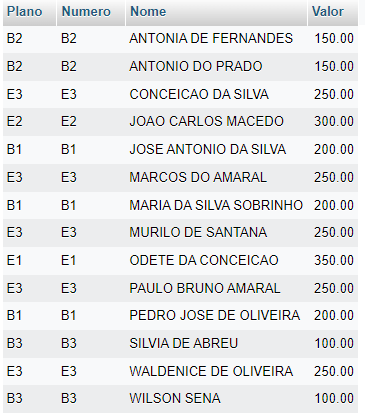 Plano Numero Nome Valor
B2 B2 ANTONIA DE FERNANDES 150.00
B2 B2 ANTONIO DO PRADO 150.00
E3 E3 CONCEICAO DA SILVA 250.00
E2 E2 JOAO CARLOS MACEDO 300.00
B1 B1 JOSE ANTONIO DA SILVA 200.00
E3 E3 MARCOS DO AMARAL 250.00
B1 B1 MARIA DA SILVA SOBRINHO 200.00
E3 E3 MURILO DE SANTANA 250.00
E1 E1 ODETE DA CONCEICAO 350.00
E3 E3 PAULO BRUNO AMARAL 250.00
B1 B1 PEDRO JOSE DE OLIVEIRA 200.00
B3 B3 SILVIA DE ABREU 100.00
E3 E3 WALDENICE DE OLIVEIRA 250.00
B3 B3 WILSON SENA 100.00